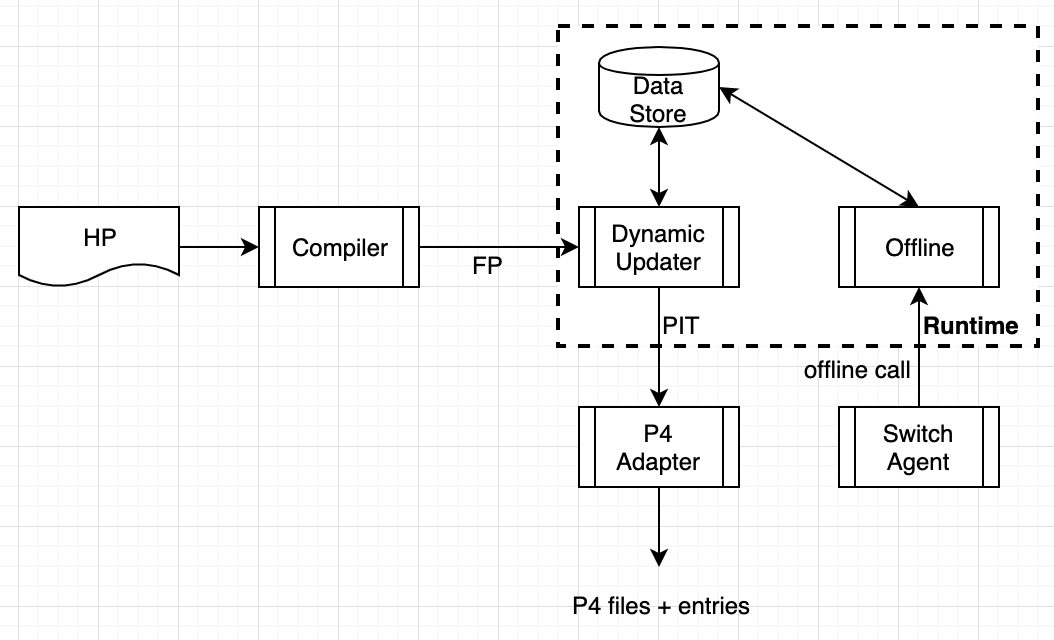 Data
Store
HP
Compiler
FP
Dynamic
Updater
Offline
PIT
Runtime
offline call
P4
Adapter
Switch
Agent
P4 files + entries